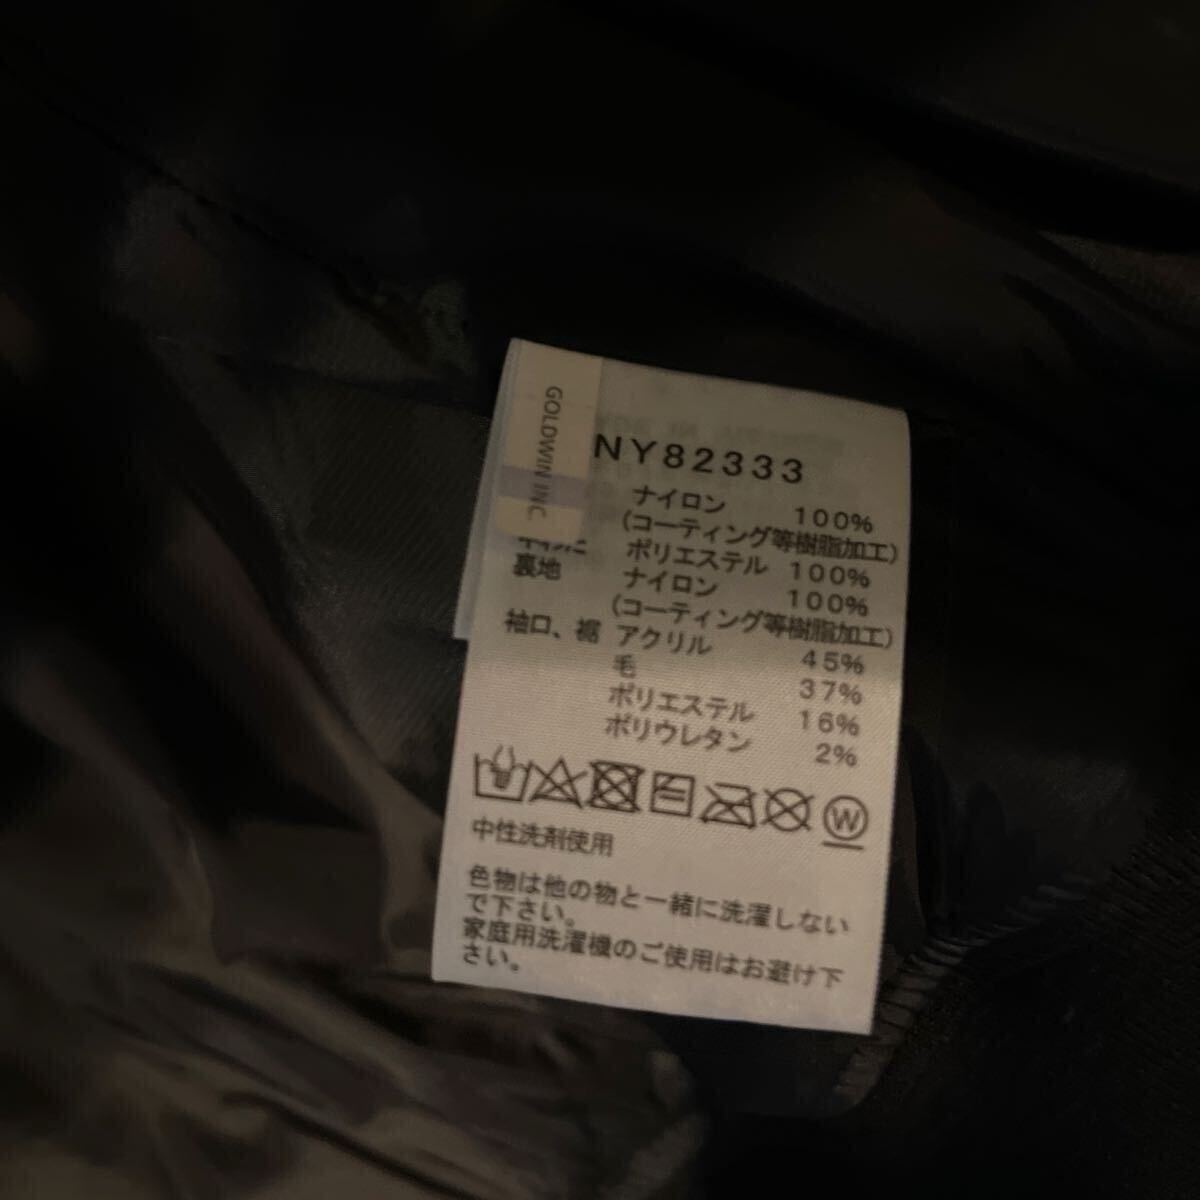 GOLDWIN INC.
NY82333
ナイロン 100%
(コーティング等樹脂加工)
ポリエステル 100%
裏地 ナイロン 100%
(コーティング等樹脂加工)
袖口、裾 アクリル 45%
毛 37%
ポリエステル 16%
ポリウレタン 2%
W
中性洗剤使用
色物は他の物と一緒に洗濯しない
で下さい。
家庭用洗濯機のご使用はお避け下
さい。